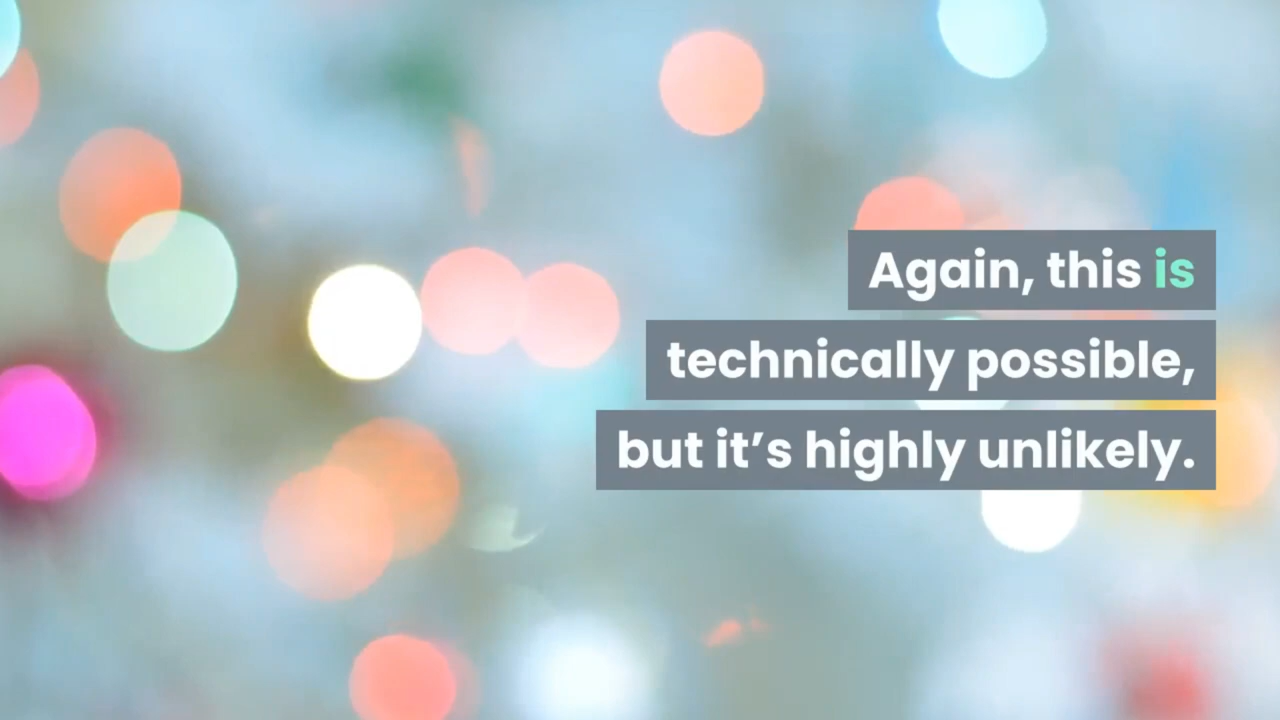 Again, this is
technically possible,
but it’s highly unlikely.